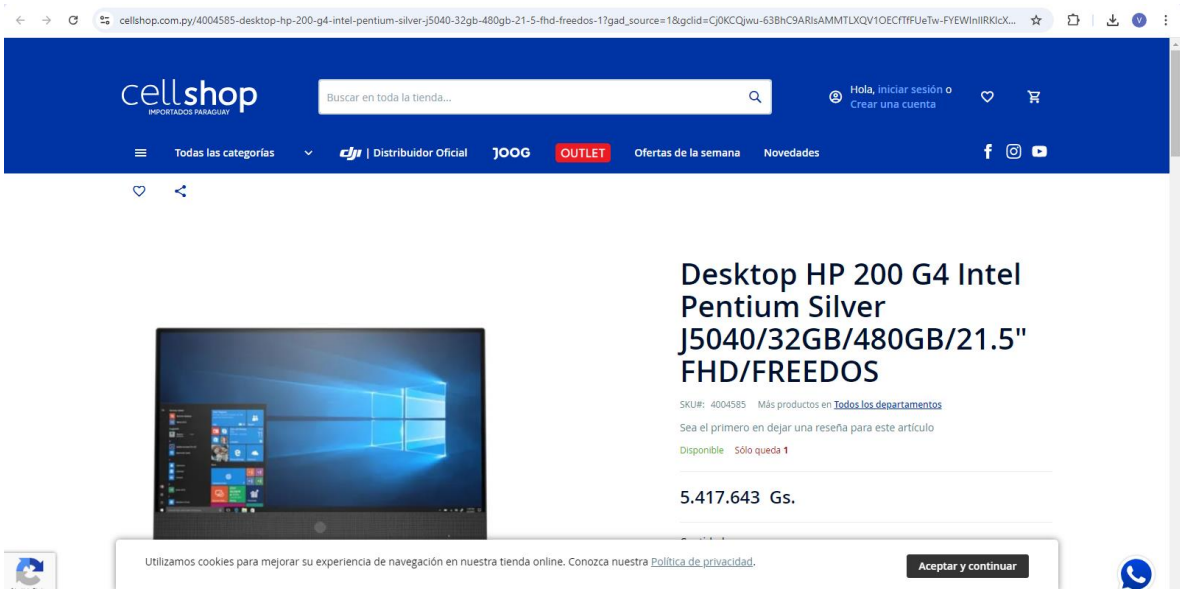 cellshop.com.py/4004585-desktop-hp-200-g4-intel-pentium-silver-j5040-32gb-480gb-21-5-fhd-freedos-1?gad_source=1&gclid=Cj0KCQjwu-63BhC9ARIsAMMTLXQV1OECfTfFUeTw-FYEWInIIRKlcX...
V
cellshop
IMPORTADOS PARAGUAY
Buscar en toda la tienda...
Hola, iniciar sesión o
Crear una cuenta
Todas las categorías
dji | Distribuidor Oficial
JOOG
OUTLET
Ofertas de la semana
Novedades
Desktop HP 200 G4 Intel
Pentium Silver
J5040/32GB/480GB/21.5"
FHD/FREEDOS
SKU#: 4004585 Más productos en Todos los departamentos
Sea el primero en dejar una reseña para este artículo
Disponible Sólo queda 1
5.417.643 Gs.
Utilizamos cookies para mejorar su experiencia de navegación en nuestra tienda online. Conozca nuestra Política de privacidad.
Aceptar y continuar